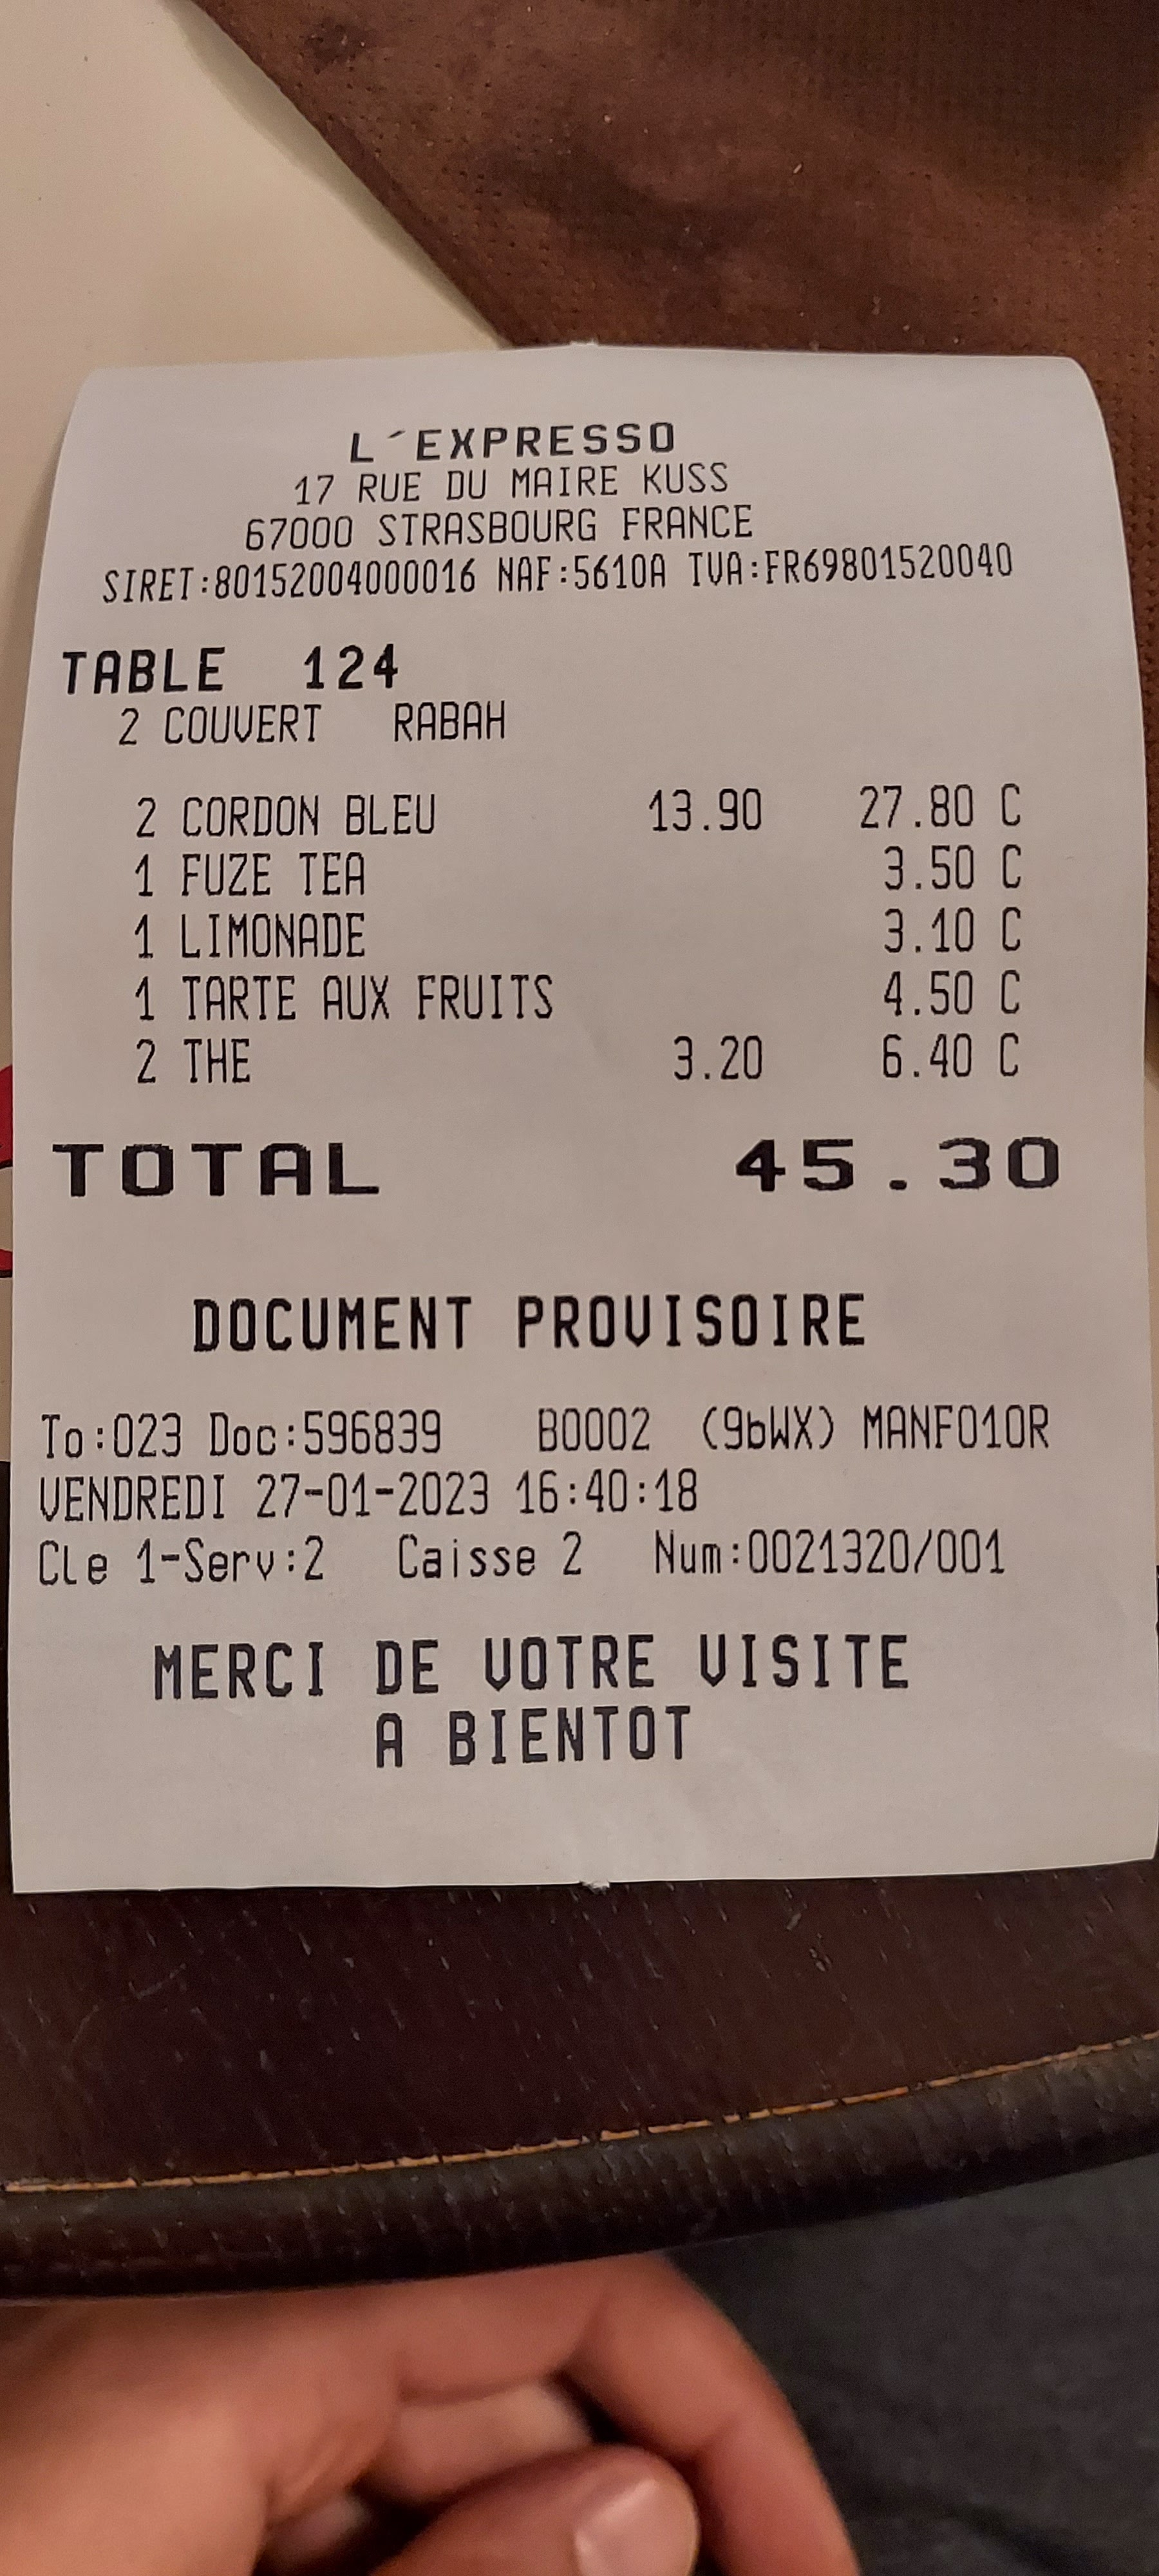 L´EXPRESSO
17 RUE DU MAIRE KUSS
67000 STRASBOURG FRANCE
SIRET:80152004000016 NAF:5610A TVA:FR69801520040
TABLE 124
2 COUVERT RABAH
2 CORDON BLEU 13.90 27.80 C
1 FUZE TEA 3.50 C
1 LIMONADE 3.10 C
1 TARTE AUX FRUITS 4.50 C
2 THE 3.20 6.40 C
TOTAL 45.30
DOCUMENT PROVISOIRE
To:023 Doc:596839 B0002 (9bWX) MANF010R
VENDREDI 27-01-2023 16:40:18
Cle 1-Serv:2 Caisse 2 Num:0021320/001
MERCI DE VOTRE VISITE
A BIENTOT